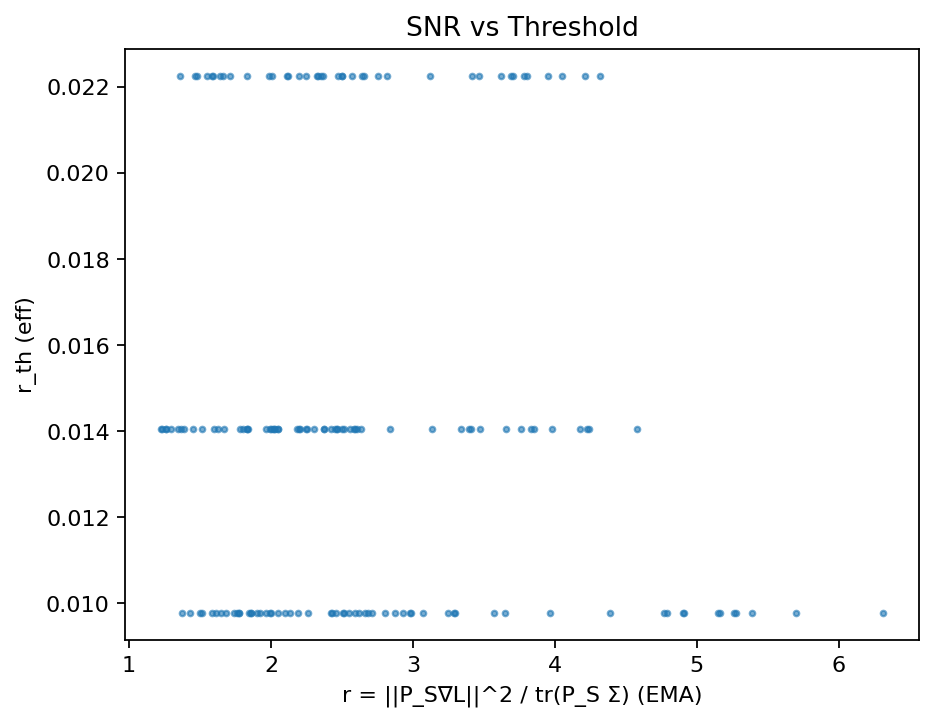 SNR vs Threshold
r_th (eff)
0.022
0.020
0.018
0.016
0.014
0.012
0.010
1 2 3 4 5 6
r = ||P_S∇L||^2 / tr(P_S Σ) (EMA)